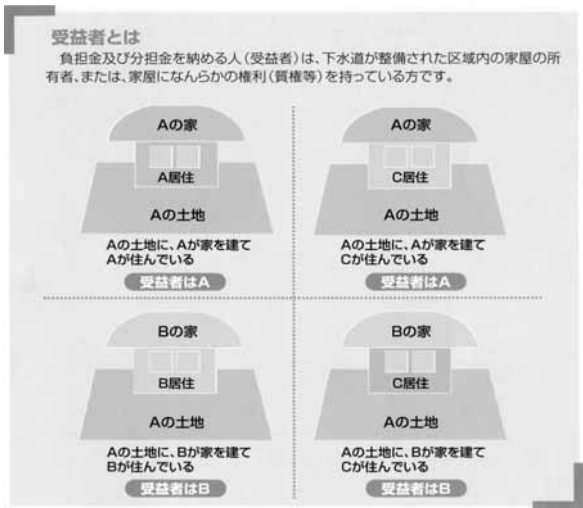 受益者とは
負担金及び分担金を納める人(受益者)は、下水道が整備された区域内の家屋の所
有者、または、家屋になんらかの権利(質権等)を持っている方です。
Aの家
A居住
Aの土地
Aの土地に、Aが家を建て
Aが住んでいる
受益者はA
Aの家
C居住
Aの土地
Aの土地に、Aが家を建て
Cが住んでいる
受益者はA
Bの家
B居住
Aの土地
Aの土地に、Bが家を建て
Bが住んでいる
受益者はB
Bの家
C居住
Aの土地
Aの土地に、Bが家を建て
Cが住んでいる
受益者はB